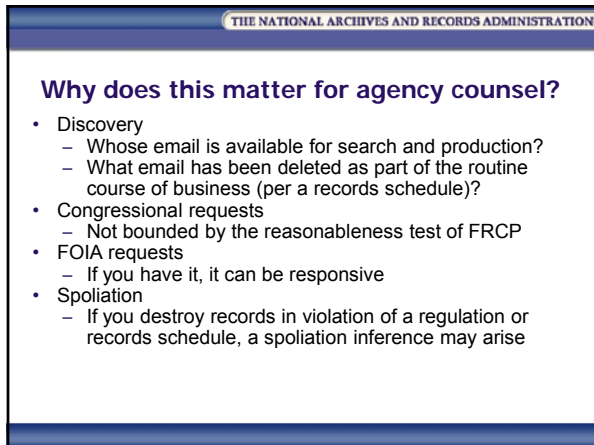 THE NATIONAL ARCHIVES AND RECORDS ADMINISTRATION
Why does this matter for agency counsel?
• Discovery
– Whose email is available for search and production?
– What email has been deleted as part of the routine
course of business (per a records schedule)?
• Congressional requests
– Not bounded by the reasonableness test of FRCP
• FOIA requests
– If you have it, it can be responsive
• Spoliation
– If you destroy records in violation of a regulation or
records schedule, a spoliation inference may arise